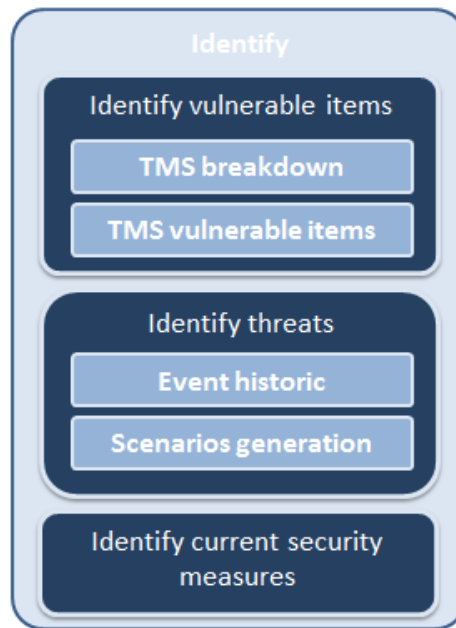 Identify
Identify vulnerable items
TMS breakdown
TMS vulnerable items
Identify threats
Event historic
Scenarios generation
Identify current security
measures